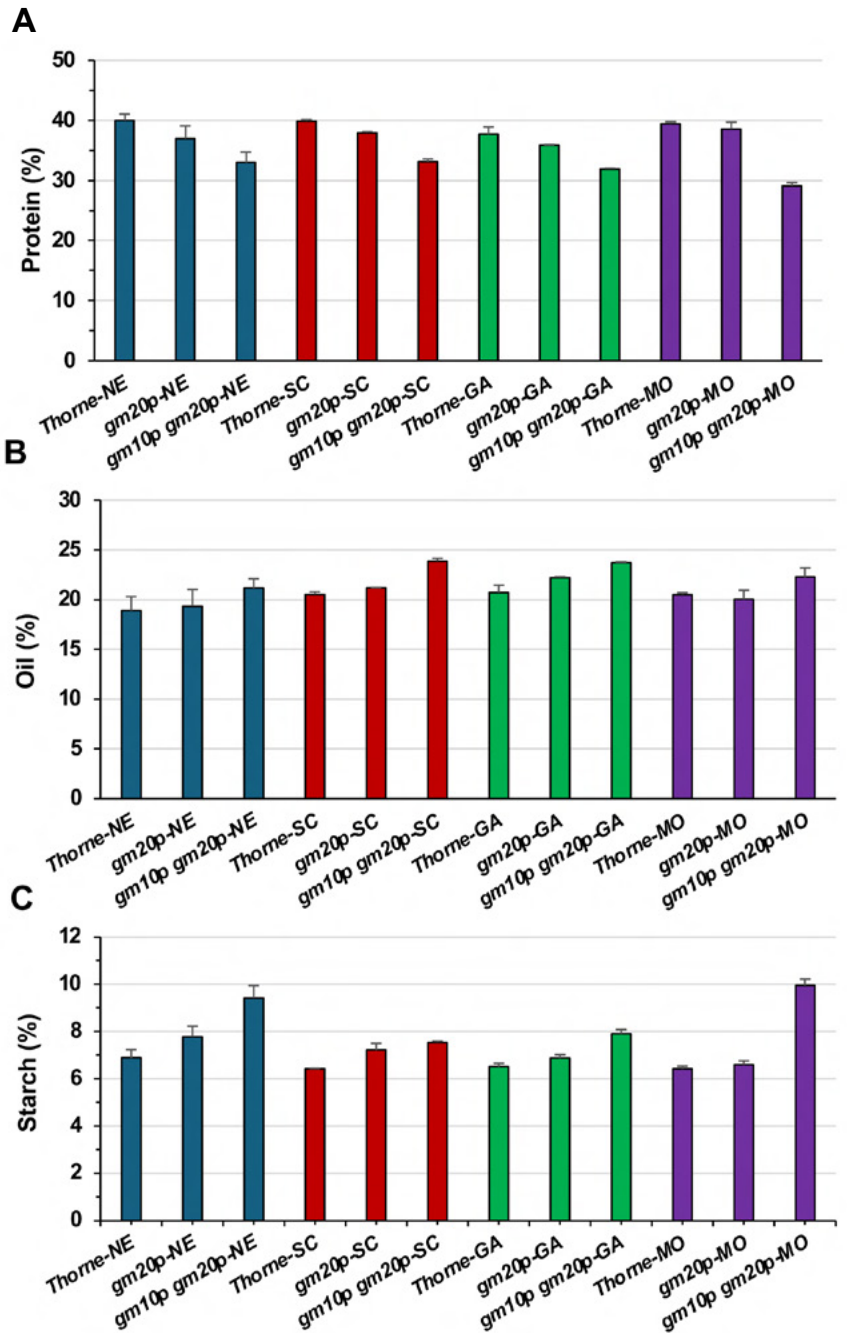 A
Protein (%)
50
40
30
20
10
0
Thorne-NE
gm20p-NE
gm10p gm20p-NE
Thorne-SC
gm20p-SC
gm10p gm20p-SC
Thorne-GA
gm20p-GA
gm10p gm20p-GA
Thorne-MO
gm20p-MO
gm10p gm20p-MO
B
Oil (%)
30
25
20
15
10
5
0
Thorne-NE
gm20p-NE
gm10p gm20p-NE
Thorne-SC
gm20p-SC
gm10p gm20p-SC
Thorne-GA
gm20p-GA
gm10p gm20p-GA
Thorne-MO
gm20p-MO
gm10p gm20p-MO
C
Starch (%)
12
10
8
6
4
2
0
Thorne-NE
gm20p-NE
gm10p gm20p-NE
Thorne-SC
gm20p-SC
gm10p gm20p-SC
Thorne-GA
gm20p-GA
gm10p gm20p-GA
Thorne-MO
gm20p-MO
gm10p gm20p-MO